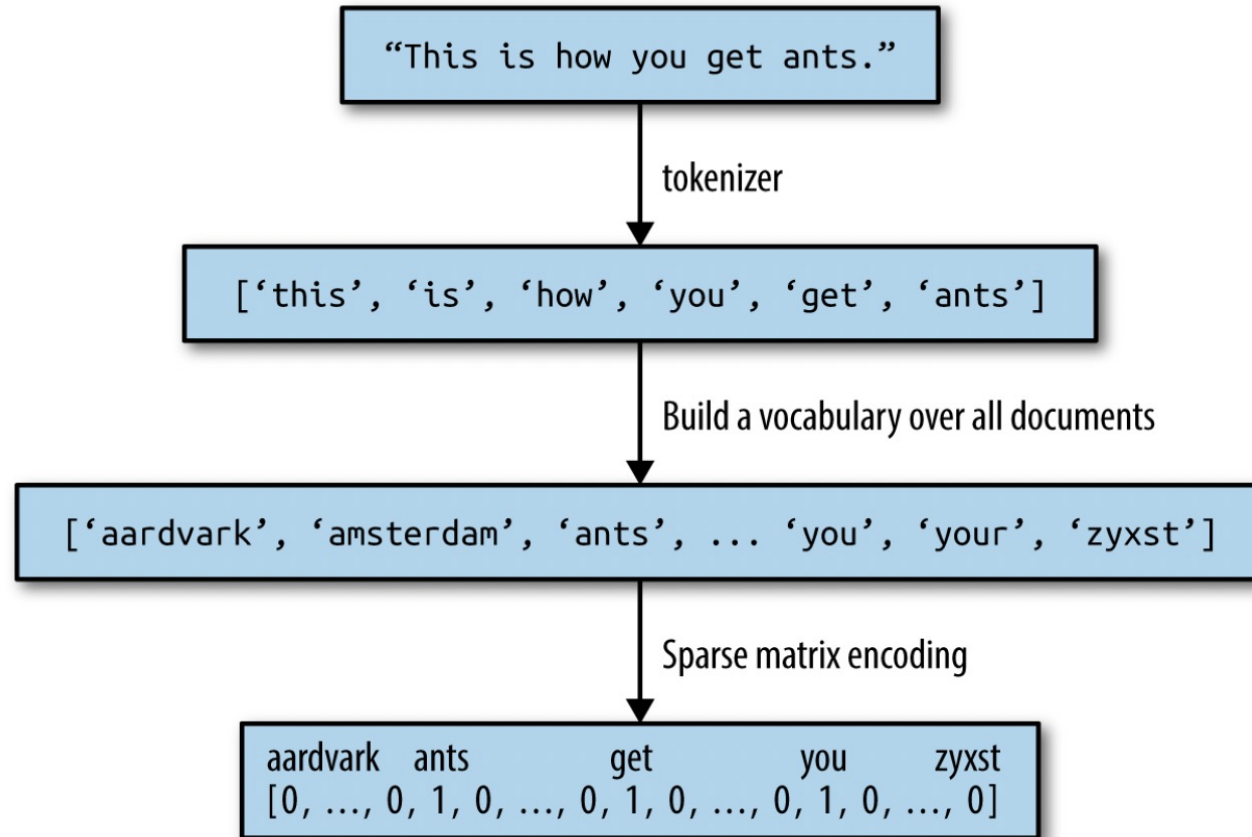 “This is how you get ants.”
tokenizer
[‘this’, ‘is’, ‘how’, ‘you’, ‘get’, ‘ants’]
Build a vocabulary over all documents
[‘aardvark’, ‘amsterdam’, ‘ants’, ... ‘you’, ‘your’, ‘zyxst’]
Sparse matrix encoding
aardvark ants get you zyxst
[0, ..., 0, 1, 0, ..., 0, 1, 0, ..., 0, 1, 0, ..., 0]